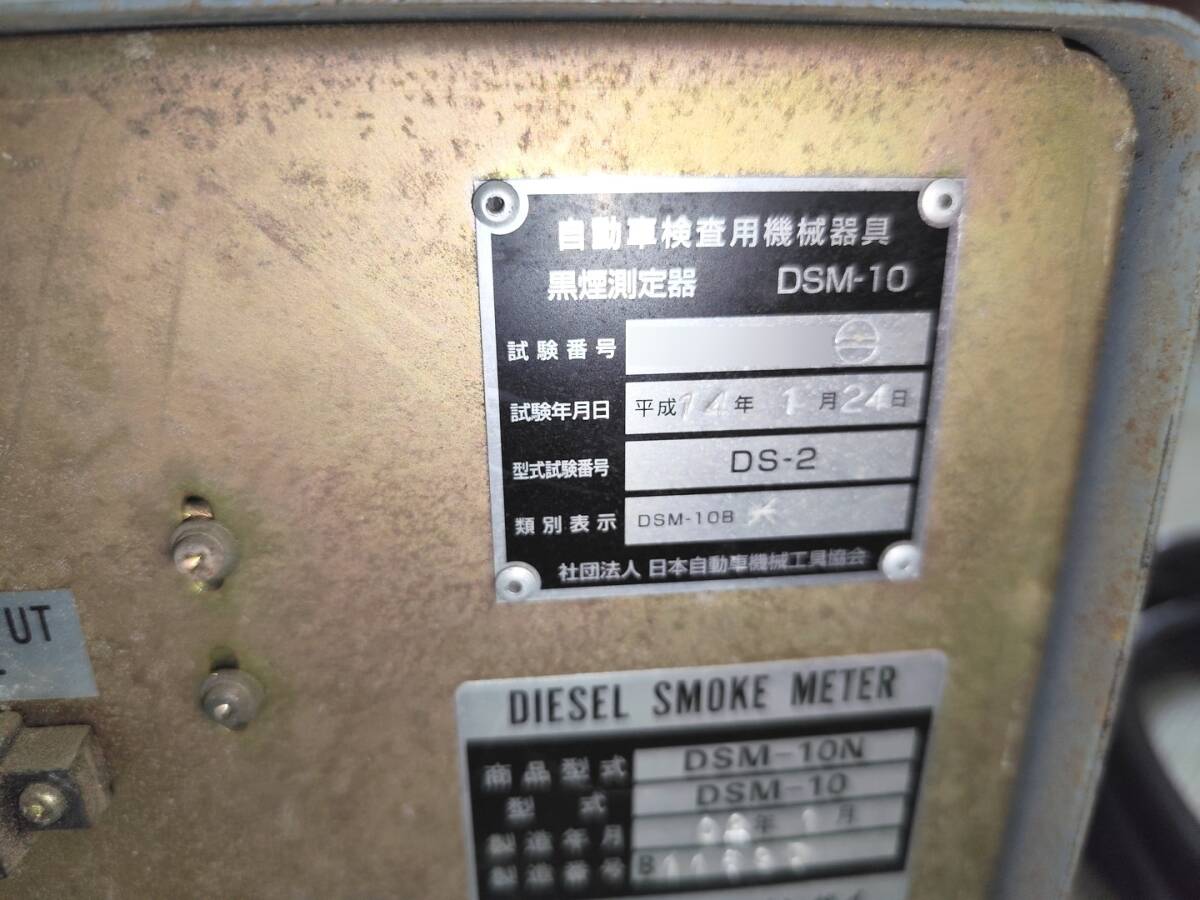 自動車検査用機械器具
黒煙測定器 DSM-10
試験番号
試験年月日 平成14年 1月24日
型式試験番号 DS-2
類別表示 DSM-10B
社団法人 日本自動車機械工具協会
UT
DIESEL SMOKE METER
商品型式 DSM-10N
型式 DSM-10
製造年月 年 1月
製造番号 B